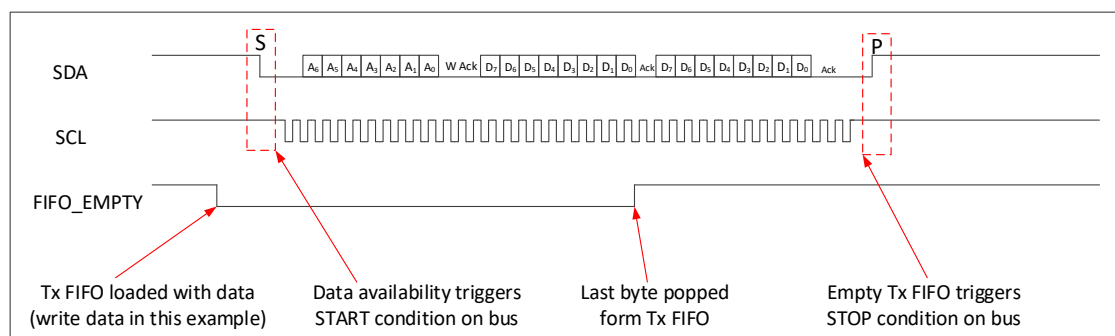 S
P
SDA
A6 A5 A4 A3 A2 A1 A0 W Ack D7 D6 D5 D4 D3 D2 D1 D0 Ack D7 D6 D5 D4 D3 D2 D1 D0 Ack
SCL
FIFO_EMPTY
Tx FIFO loaded with data
(write data in this example)
Data availability triggers
START condition on bus
Last byte popped
form Tx FIFO
Empty Tx FIFO triggers
STOP condition on bus